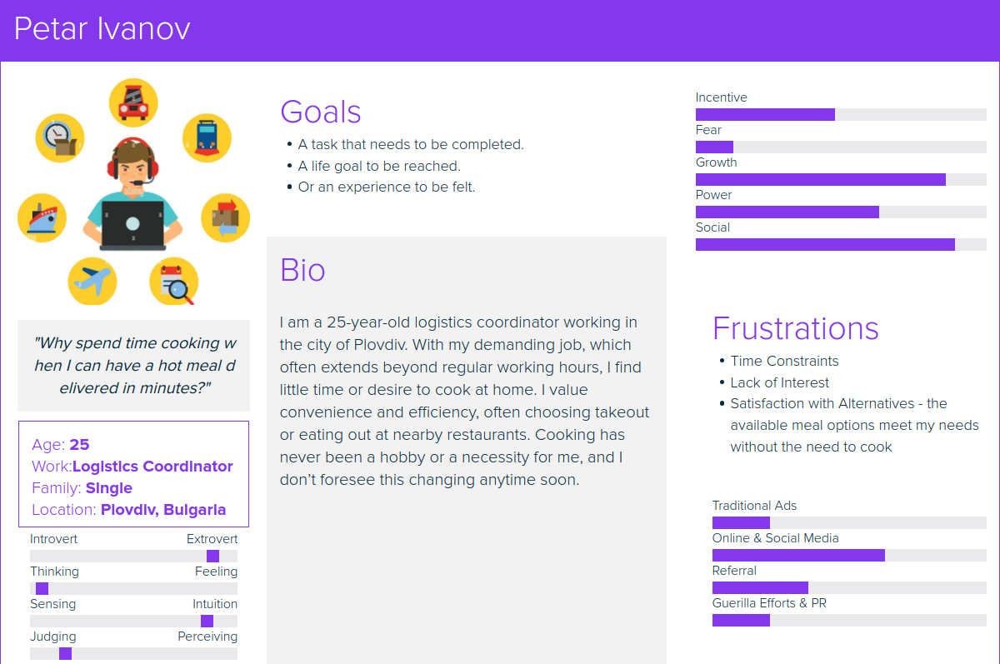 Petar Ivanov
"Why spend time cooking w
hen I can have a hot meal d
elivered in minutes?"
Age: 25
Work:Logistics Coordinator
Family: Single
Location: Plovdiv, Bulgaria
Introvert Extrovert
Thinking Feeling
Sensing Intuition
Judging Perceiving
Goals
• A task that needs to be completed.
• A life goal to be reached.
• Or an experience to be felt.
Bio
I am a 25-year-old logistics coordinator working in
the city of Plovdiv. With my demanding job, which
often extends beyond regular working hours, I find
little time or desire to cook at home. I value
convenience and efficiency, often choosing takeout
or eating out at nearby restaurants. Cooking has
never been a hobby or a necessity for me, and I
don’t foresee this changing anytime soon.
Incentive
Fear
Growth
Power
Social
Frustrations
• Time Constraints
• Lack of Interest
• Satisfaction with Alternatives - the
available meal options meet my needs
without the need to cook
Traditional Ads
Online & Social Media
Referral
Guerilla Efforts & PR